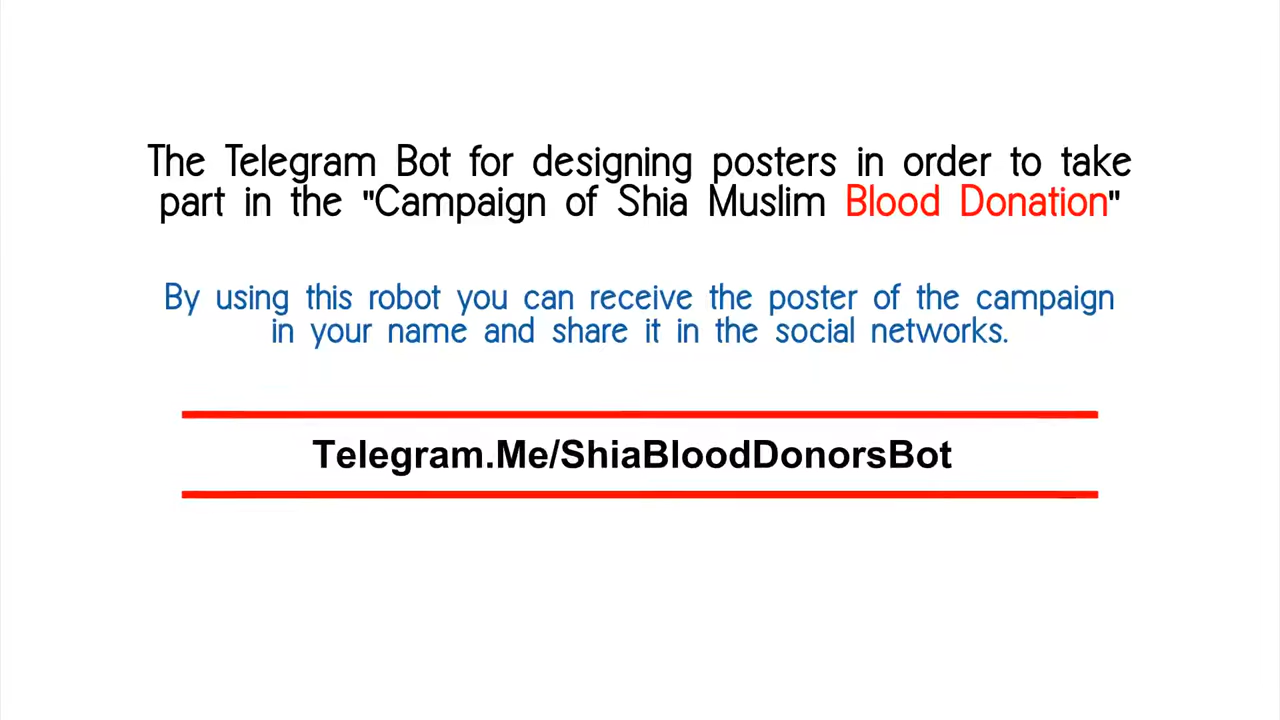 The Telegram Bot for designing posters in order to take
part in the "Campaign of Shia Muslim Blood Donation"
By using this robot you can receive the poster of the campaign
in your name and share it in the social networks.
Telegram.Me/ShiaBloodDonorsBot